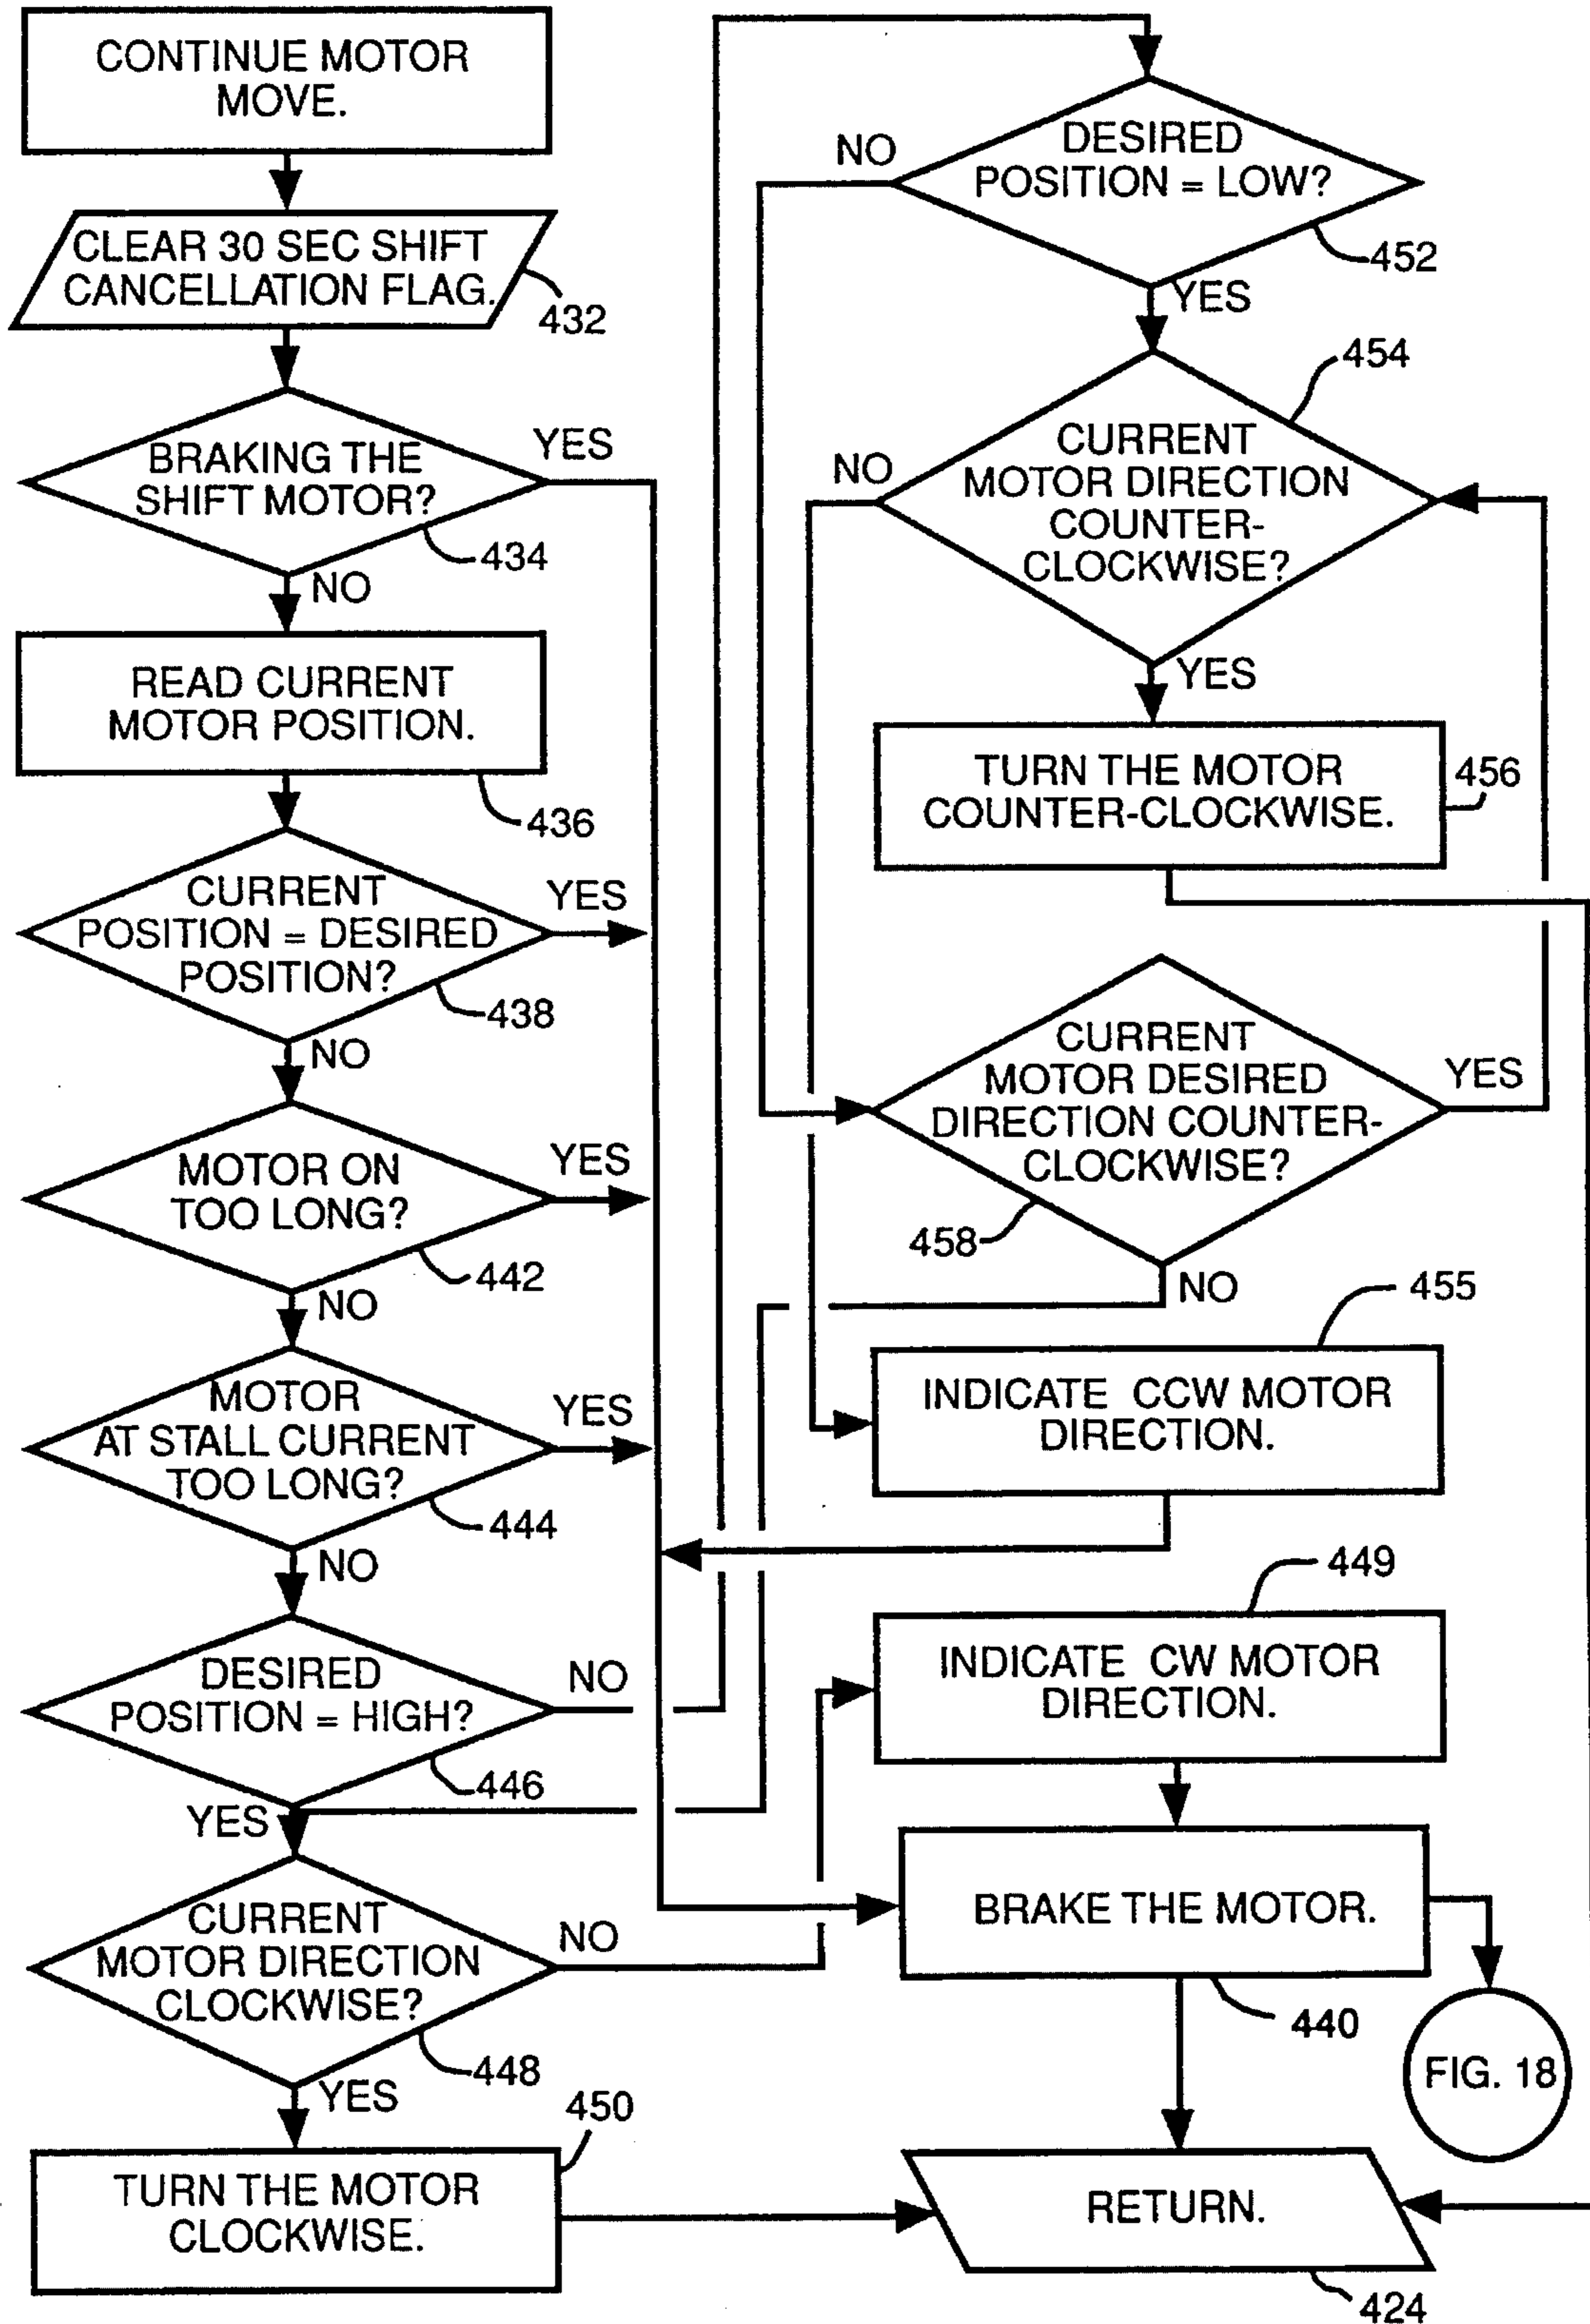 CONTINUE MOTOR
MOVE.
CLEAR 30 SEC SHIFT
CANCELLATION FLAG.
432
BRAKING THE
SHIFT MOTOR?
YES
434
NO
READ CURRENT
MOTOR POSITION.
436
CURRENT
POSITION = DESIRED
POSITION?
YES
438
NO
MOTOR ON
TOO LONG?
YES
442
NO
MOTOR
AT STALL CURRENT
TOO LONG?
YES
444
NO
DESIRED
POSITION = HIGH?
NO
446
YES
CURRENT
MOTOR DIRECTION
CLOCKWISE?
NO
448
YES
450
TURN THE MOTOR
CLOCKWISE.
DESIRED
POSITION = LOW?
NO
452
YES
454
CURRENT
MOTOR DIRECTION
COUNTER-
CLOCKWISE?
NO
YES
TURN THE MOTOR
COUNTER-CLOCKWISE.
456
CURRENT
MOTOR DESIRED
DIRECTION COUNTER-
CLOCKWISE?
YES
458
NO
455
INDICATE CCW MOTOR
DIRECTION.
449
INDICATE CW MOTOR
DIRECTION.
BRAKE THE MOTOR.
440
FIG. 18
RETURN.
424